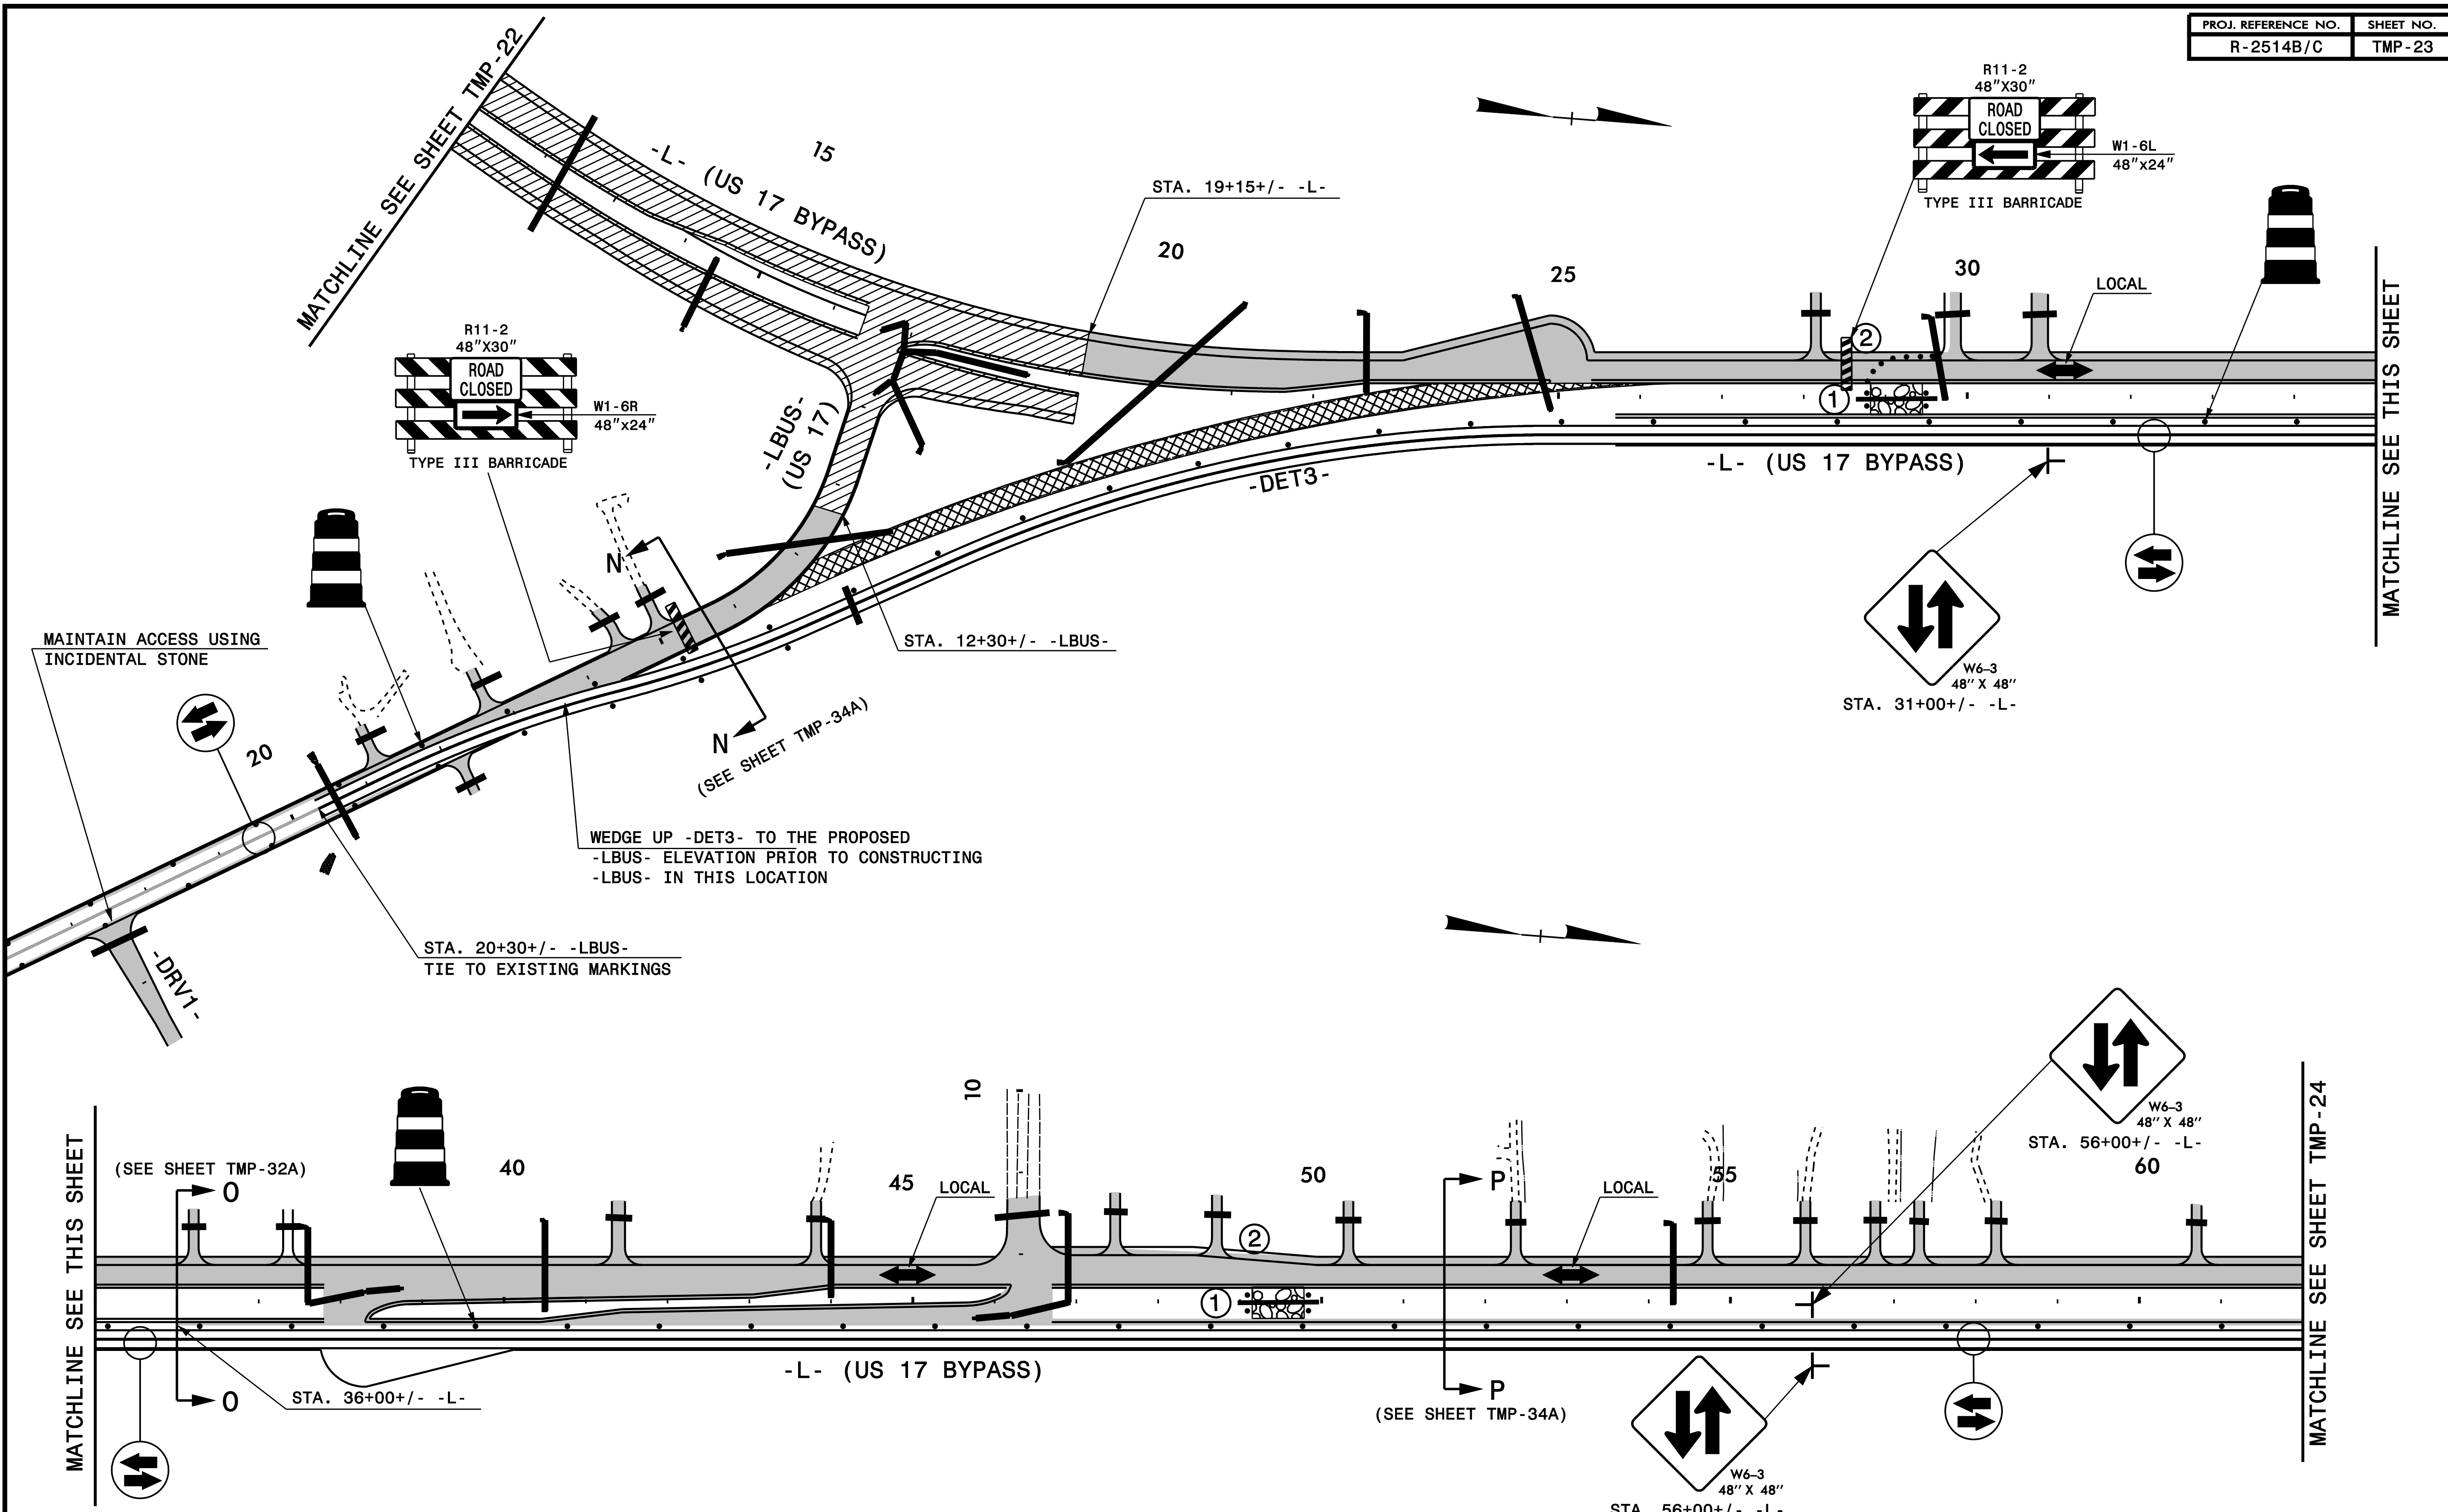 PROJ. REFERENCE NO.
SHEET NO.
R-2514B/C
TMP-23
MATCHLINE SEE SHEET TMP-22
-L-
(US 17 BYPASS)
15
20
25
30
STA. 19+15+/- -L-
R11-2
48"X30"
ROAD
CLOSED
W1-6L
48"x24"
TYPE III BARRICADE
LOCAL
2
1
MATCHLINE SEE THIS SHEET
R11-2
48"X30"
ROAD
CLOSED
W1-6R
48"x24"
TYPE III BARRICADE
-LBUS-
(US 17)
-DET3-
-L- (US 17 BYPASS)
N
N
(SEE SHEET TMP-34A)
STA. 12+30+/- -LBUS-
W6-3
48" X 48"
STA. 31+00+/- -L-
MAINTAIN ACCESS USING
INCIDENTAL STONE
20
WEDGE UP -DET3- TO THE PROPOSED
-LBUS- ELEVATION PRIOR TO CONSTRUCTING
-LBUS- IN THIS LOCATION
STA. 20+30+/- -LBUS-
TIE TO EXISTING MARKINGS
-DRV1-
MATCHLINE SEE THIS SHEET
(SEE SHEET TMP-32A)
O
O
40
45
10
50
55
60
LOCAL
2
1
P
P
LOCAL
W6-3
48" X 48"
STA. 56+00+/- -L-
MATCHLINE SEE SHEET TMP-24
STA. 36+00+/- -L-
-L- (US 17 BYPASS)
(SEE SHEET TMP-34A)
W6-3
48" X 48"
STA. 56+00+/- -L-